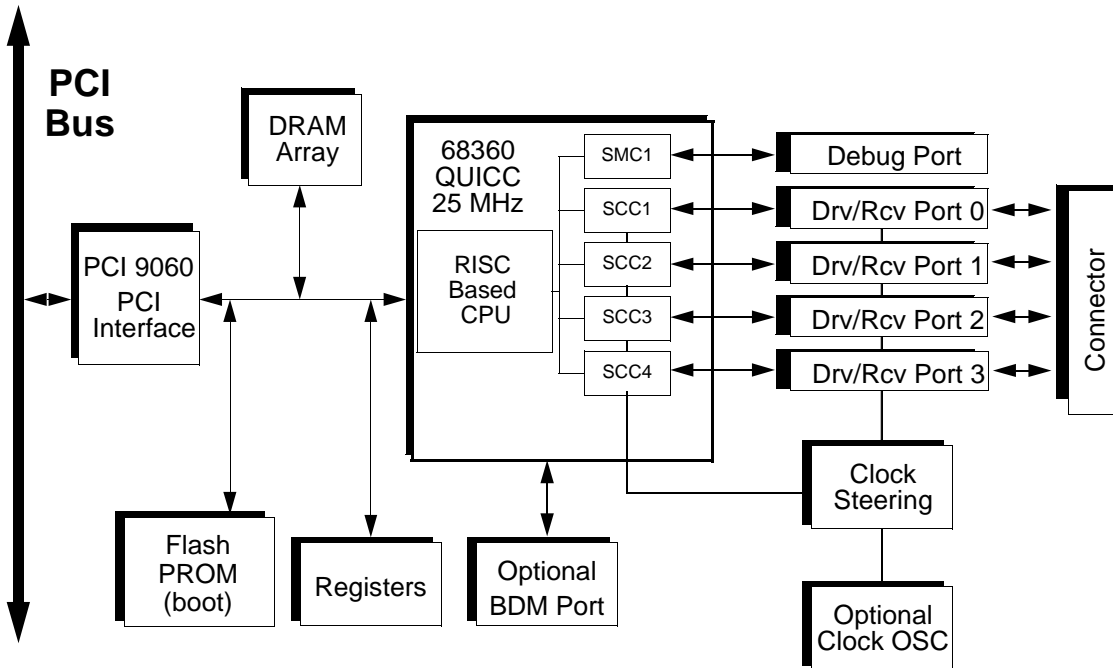 PCI
Bus
DRAM
Array
PCI 9060
PCI
Interface
Flash
PROM
(boot)
Registers
68360
QUICC
25 MHz
RISC
Based
CPU
SMC1
SCC1
SCC2
SCC3
SCC4
Optional
BDM Port
Debug Port
Drv/Rcv Port 0
Drv/Rcv Port 1
Drv/Rcv Port 2
Drv/Rcv Port 3
Clock
Steering
Optional
Clock OSC
Connector